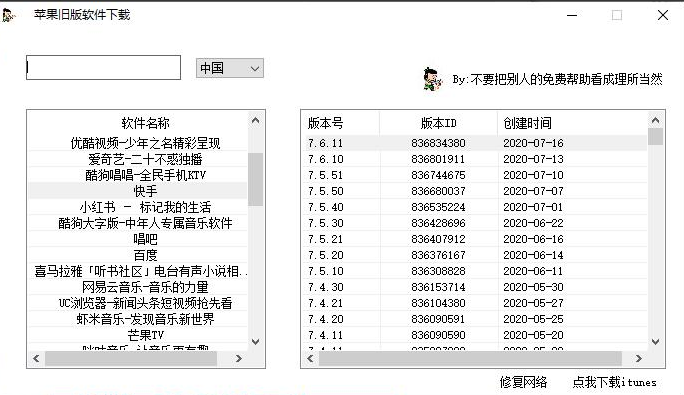 苹果旧版软件下载
中国
By:不要把别人的免费帮助看成理所当然
软件名称
优酷视频-少年之名精彩呈现
爱奇艺-二十不惑独播
酷狗唱唱-全民手机KTV
快手
小红书 — 标记我的生活
酷狗大字版-中年人专属音乐软件
唱吧
百度
喜马拉雅「听书社区」电台有声小说相..
网易云音乐-音乐的力量
UC浏览器-新闻头条短视频抢先看
虾米音乐-发现音乐新世界
芒果TV
版本号 版本ID 创建时间
7.6.11 836834380 2020-07-16
7.6.10 836801911 2020-07-13
7.5.51 836744675 2020-07-10
7.5.50 836680037 2020-07-07
7.5.40 836535224 2020-07-01
7.5.30 836428696 2020-06-22
7.5.21 836407912 2020-06-16
7.5.20 836376167 2020-06-14
7.5.10 836308828 2020-06-11
7.4.30 836153714 2020-05-30
7.4.21 836104380 2020-05-27
7.4.20 836090591 2020-05-25
7.4.11 836090590 2020-05-20
修复网络 点我下载itunes